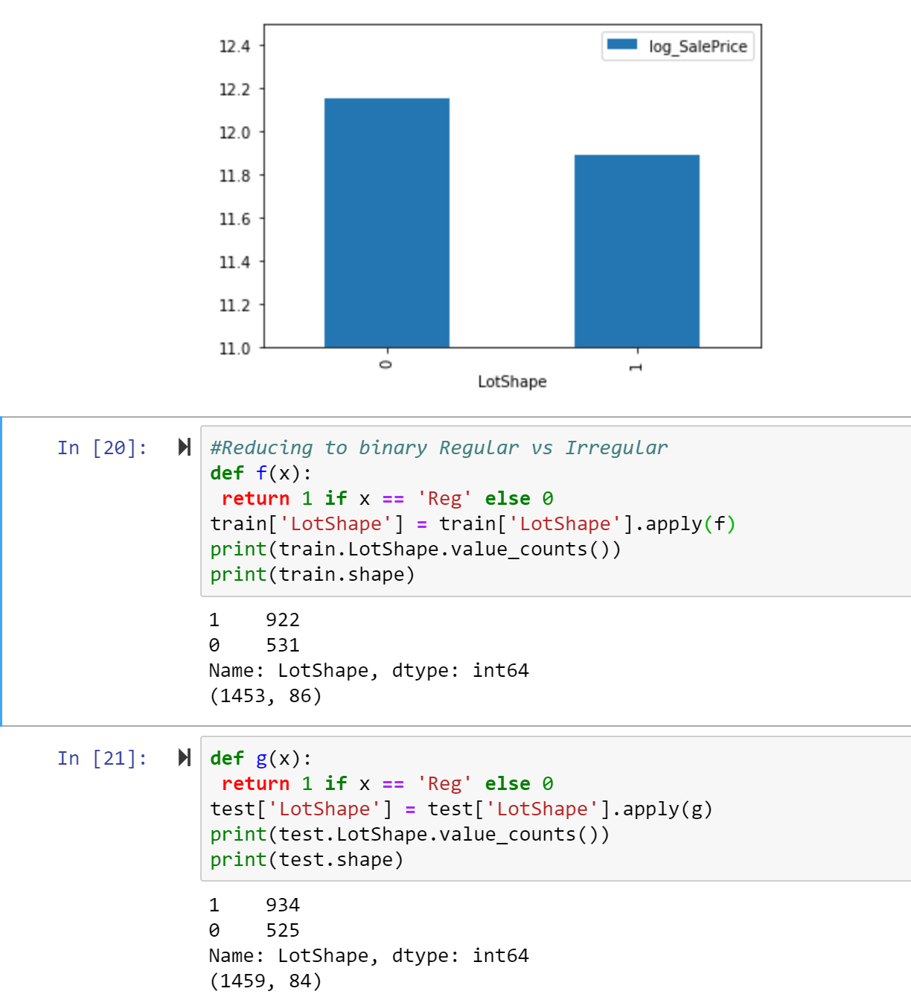 12.4
log_SalePrice
12.2
12.0
11.8
11.6
11.4
11.2
11.0
0 1
LotShape
In [20]:
#Reducing to binary Regular vs Irregular
def f(x):
 return 1 if x == 'Reg' else 0
train['LotShape'] = train['LotShape'].apply(f)
print(train.LotShape.value_counts())
print(train.shape)
1    922
0    531
Name: LotShape, dtype: int64
(1453, 86)
In [21]:
def g(x):
 return 1 if x == 'Reg' else 0
test['LotShape'] = test['LotShape'].apply(g)
print(test.LotShape.value_counts())
print(test.shape)
1    934
0    525
Name: LotShape, dtype: int64
(1459, 84)